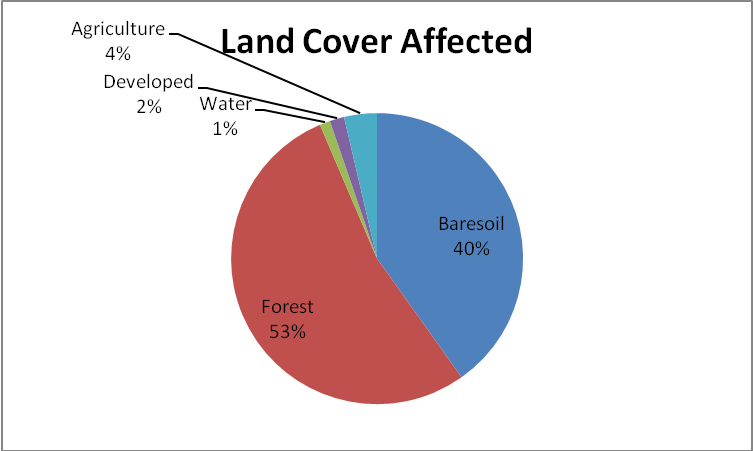 Land Cover Affected
Agriculture
4%
Developed
2%
Water
1%
Baresoil
40%
Forest
53%